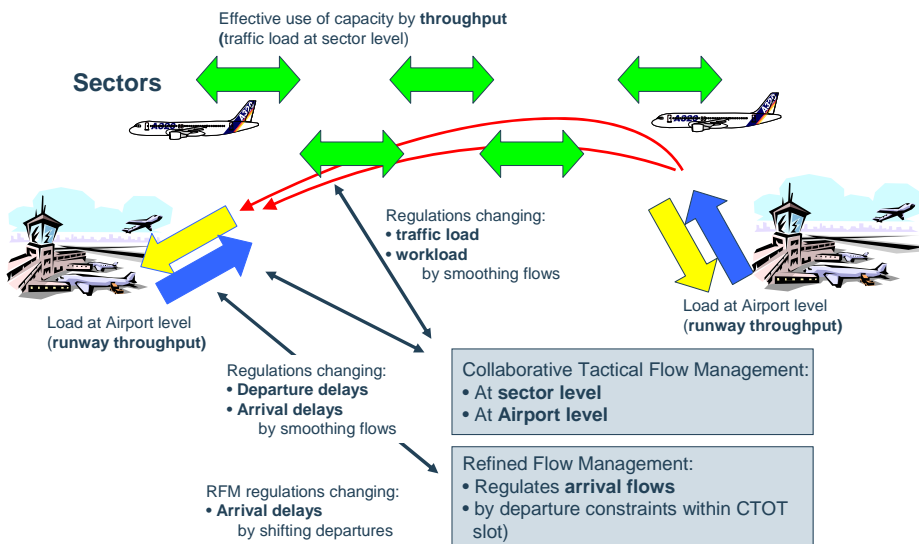 Effective use of capacity by throughput
(traffic load at sector level)
Sectors
A320
A320
Regulations changing:
• traffic load
• workload
by smoothing flows
Load at Airport level
(runway throughput)
Load at Airport level
(runway throughput)
Regulations changing:
• Departure delays
• Arrival delays
by smoothing flows
Collaborative Tactical Flow Management:
• At sector level
• At Airport level
RFM regulations changing:
• Arrival delays
by shifting departures
Refined Flow Management:
• Regulates arrival flows
• by departure constraints within CTOT
slot)